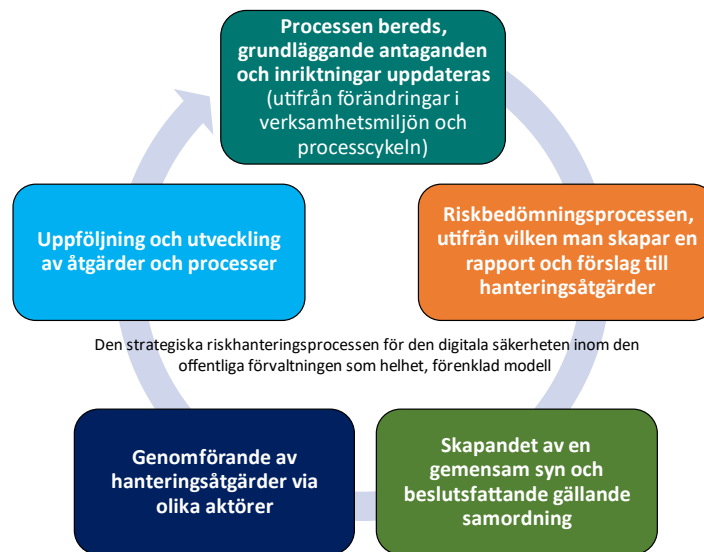 Processen bereds,
grundläggande antaganden
och inriktningar uppdateras
(utifrån förändringar i
verksamhetsmiljön och
processcykeln)
Riskbedömningsprocessen,
utifrån vilken man skapar en
rapport och förslag till
hanteringsåtgärder
Skapandet av en
gemensam syn och
beslutsfattande gällande
samordning
Genomförande av
hanteringsåtgärder via
olika aktörer
Uppföljning och utveckling
av åtgärder och processer
Den strategiska riskhanteringsprocessen för den digitala säkerheten inom den
offentliga förvaltningen som helhet, förenklad modell